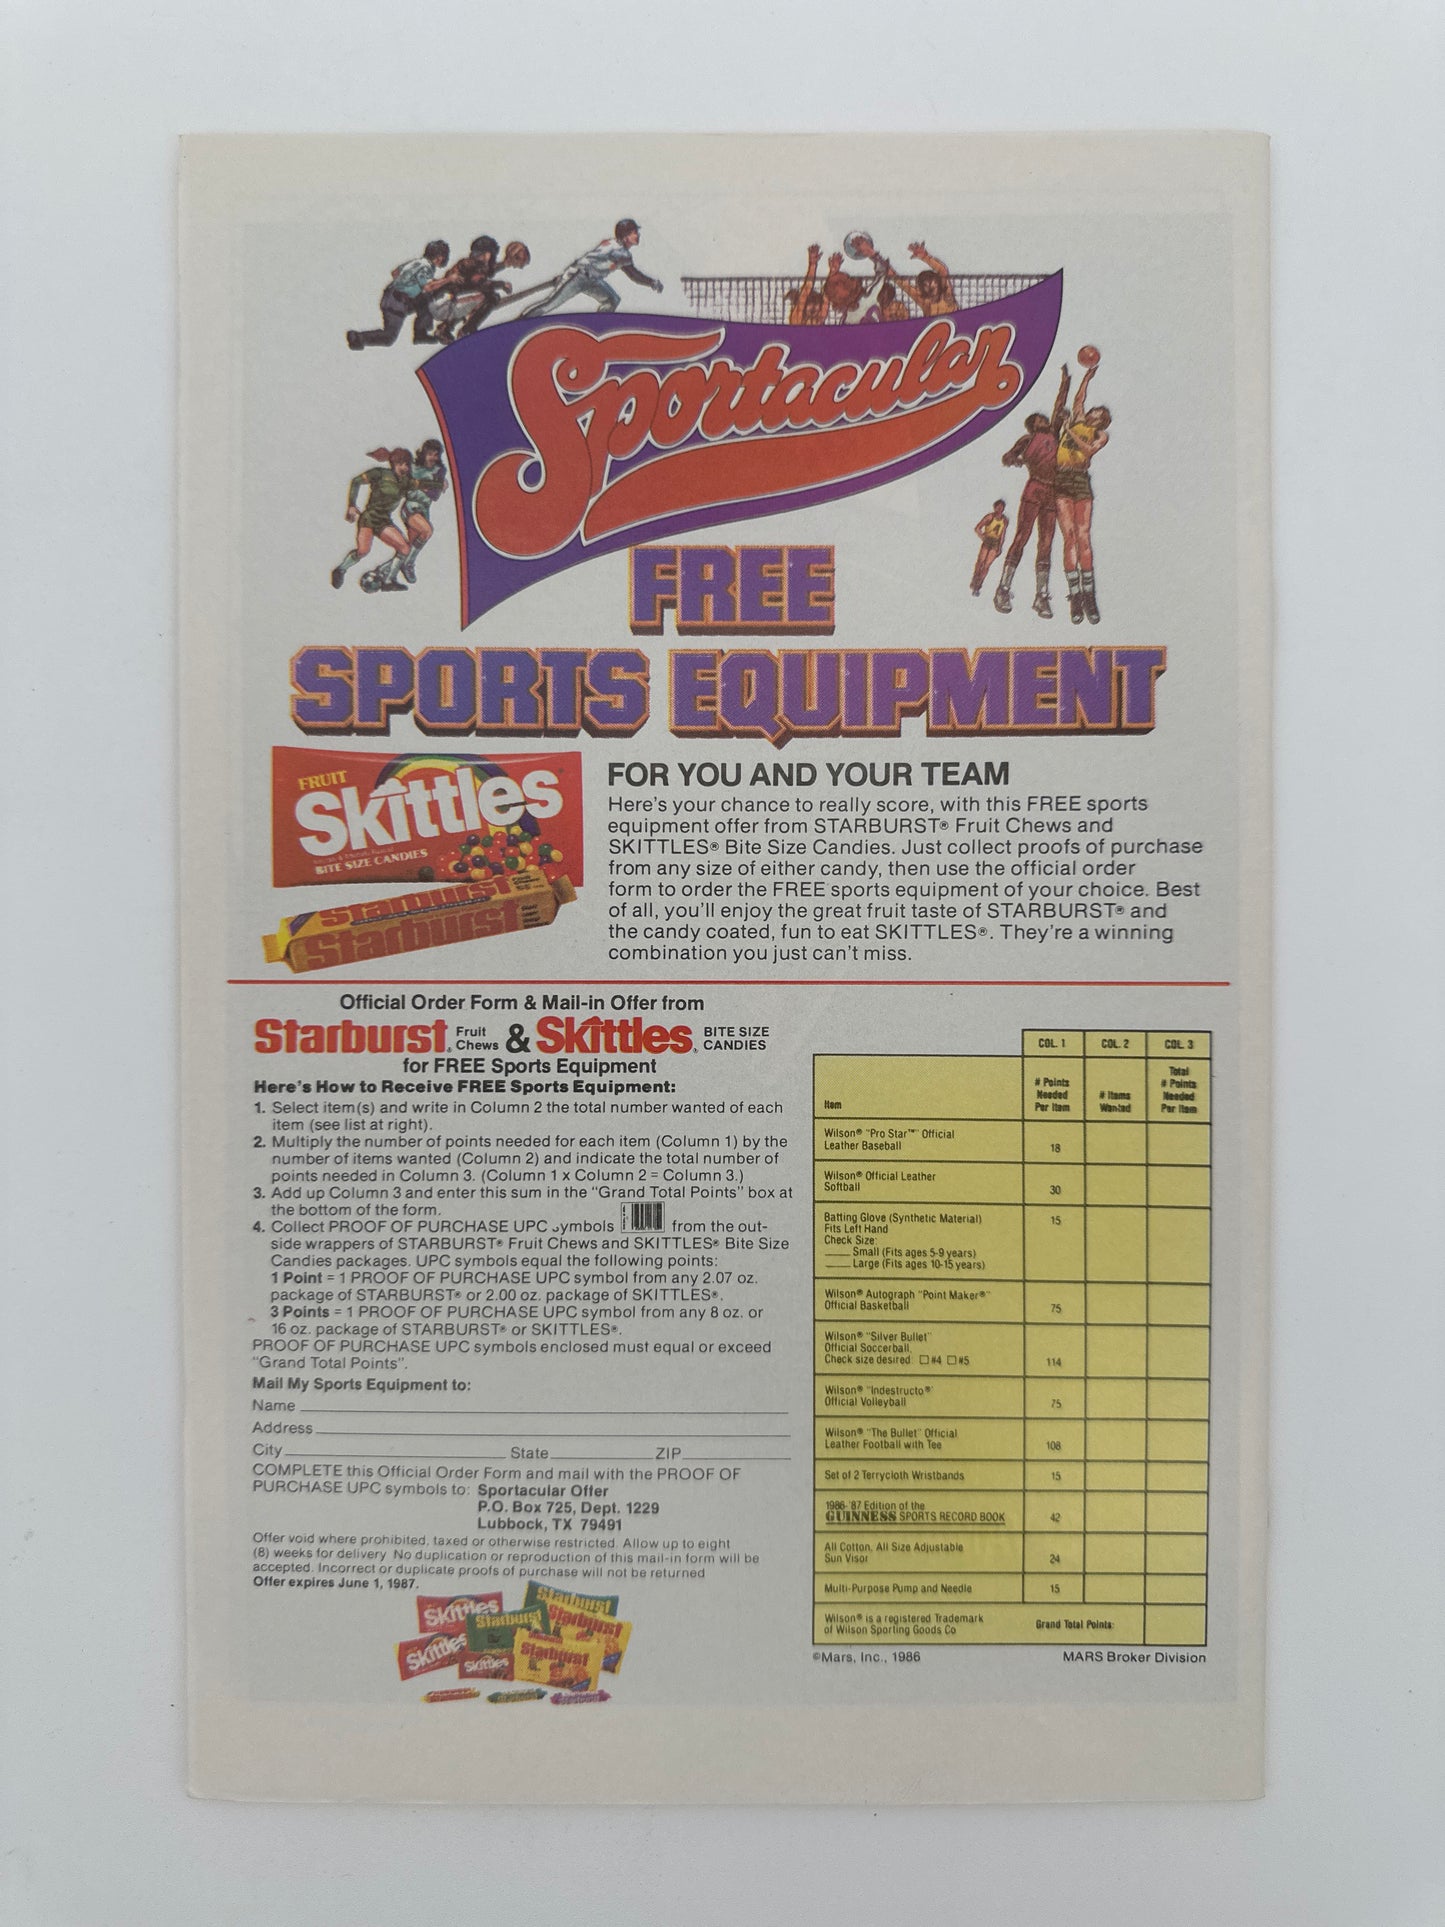 Sportacular
FREE
SPORTS EQUIPMENT
FRUIT
Skittles
BITE SIZE CANDIES
Starburst
Starburst
FOR YOU AND YOUR TEAM
Here's your chance to really score, with this FREE sports
equipment offer from STARBURST® Fruit Chews and
SKITTLES® Bite Size Candies. Just collect proofs of purchase
from any size of either candy, then use the official order
form to order the FREE sports equipment of your choice. Best
of all, you'll enjoy the great fruit taste of STARBURST® and
the candy coated, fun to eat SKITTLES®. They're a winning
combination you just can't miss.
Official Order Form & Mail-in Offer from
Starburst® Fruit Chews & Skittles® BITE SIZE CANDIES
for FREE Sports Equipment
Here's How to Receive FREE Sports Equipment:
1. Select item(s) and write in Column 2 the total number wanted of each
item (see list at right).
2. Multiply the number of points needed for each item (Column 1) by the
number of items wanted (Column 2) and indicate the total number of
points needed in Column 3. (Column 1 x Column 2 = Column 3.)
3. Add up Column 3 and enter this sum in the "Grand Total Points" box at
the bottom of the form.
4. Collect PROOF OF PURCHASE UPC symbols from the out-
side wrappers of STARBURST® Fruit Chews and SKITTLES® Bite Size
Candies packages. UPC symbols equal the following points:
1 Point = 1 PROOF OF PURCHASE UPC symbol from any 2.07 oz.
package of STARBURST® or 2.00 oz. package of SKITTLES®.
3 Points = 1 PROOF OF PURCHASE UPC symbol from any 8 oz. or
16 oz. package of STARBURST® or SKITTLES®.
PROOF OF PURCHASE UPC symbols enclosed must equal or exceed
"Grand Total Points".
Mail My Sports Equipment to:
Name
Address
City State ZIP
COMPLETE this Official Order Form and mail with the PROOF OF
PURCHASE UPC symbols to: Sportacular Offer
P.O. Box 725, Dept. 1229
Lubbock, TX 79491
Offer void where prohibited, taxed or otherwise restricted. Allow up to eight
(8) weeks for delivery. No duplication or reproduction of this mail-in form will be
accepted. Incorrect or duplicate proofs of purchase will not be returned
Offer expires June 1, 1987.
Skittles
Starburst
Starburst
Starburst
Skittles
Skittles
Starburst
COL. 1 COL. 2 COL. 3
Item # Points Needed Per Item # Items Wanted Total # Points Needed Per Item
Wilson® "Pro Star™" Official
Leather Baseball 18
Wilson® Official Leather
Softball 30
Batting Glove (Synthetic Material) 15
Fits Left Hand
Check Size:
Small (Fits ages 5-9 years)
Large (Fits ages 10-15 years)
Wilson® Autograph "Point Maker®"
Official Basketball 75
Wilson® "Silver Bullet"
Official Soccerball.
Check size desired: #4 #5 114
Wilson® "Indestructo®"
Official Volleyball 75
Wilson® "The Bullet" Official
Leather Football with Tee 108
Set of 2 Terrycloth Wristbands 15
1986-'87 Edition of the
GUINNESS SPORTS RECORD BOOK 42
All Cotton, All Size Adjustable
Sun Visor 24
Multi-Purpose Pump and Needle 15
Wilson® is a registered Trademark
of Wilson Sporting Goods Co Grand Total Points:
©Mars, Inc., 1986 MARS Broker Division